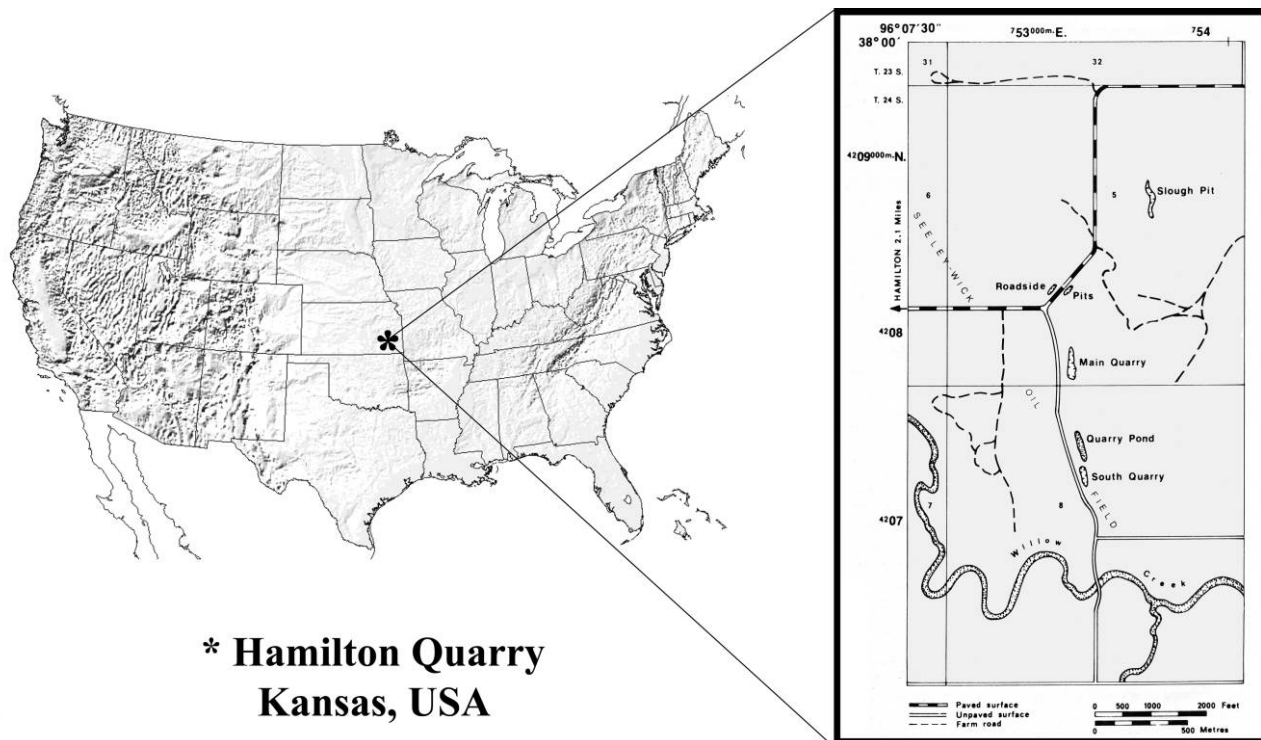 * Hamilton Quarry
Kansas, USA
96°07'30"
⁷53⁰⁰⁰ᵐ·E.
⁷54
38°00'
31
32
T. 23 S.
T. 24 S.
⁴²09⁰⁰⁰ᵐ·N.
6
5
Slough Pit
SEELEY-WICK
HAMILTON 2.1 Miles
Roadside
Pits
⁴²08
Main Quarry
OIL
Quarry Pond
South Quarry
FIELD
⁴²07
7
8
Willow
Creek
Paved surface
Unpaved surface
Farm road
0 500 1000 2000 Feet
0 500 Metres